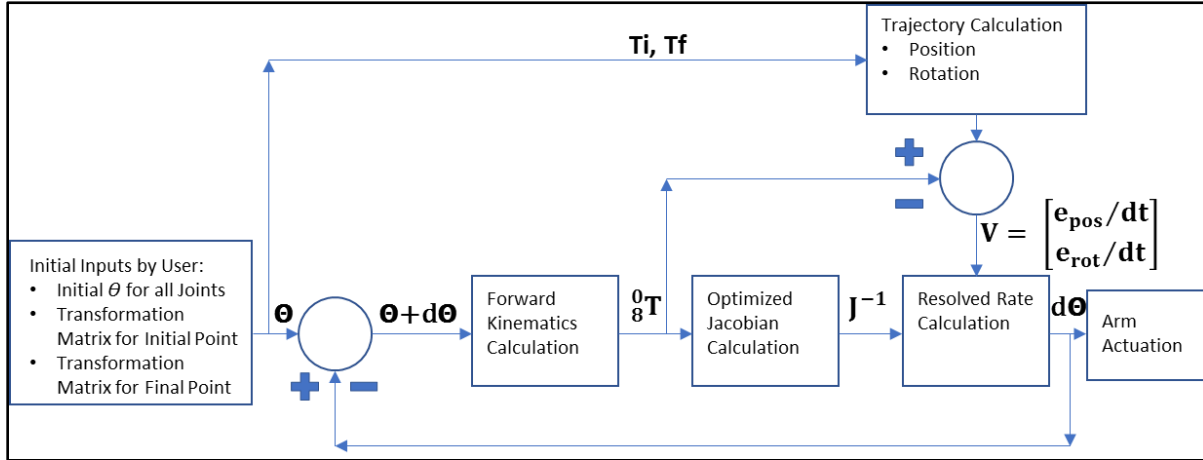 Trajectory Calculation
• Position
• Rotation
Ti, Tf
+
−
V = [e_pos/dt
e_rot/dt]
Initial Inputs by User:
• Initial θ for all Joints
• Transformation
Matrix for Initial Point
• Transformation
Matrix for Final Point
Θ
+ −
Θ+dΘ
Forward
Kinematics
Calculation
⁰₈T
Optimized
Jacobian
Calculation
J⁻¹
Resolved Rate
Calculation
dΘ
Arm
Actuation